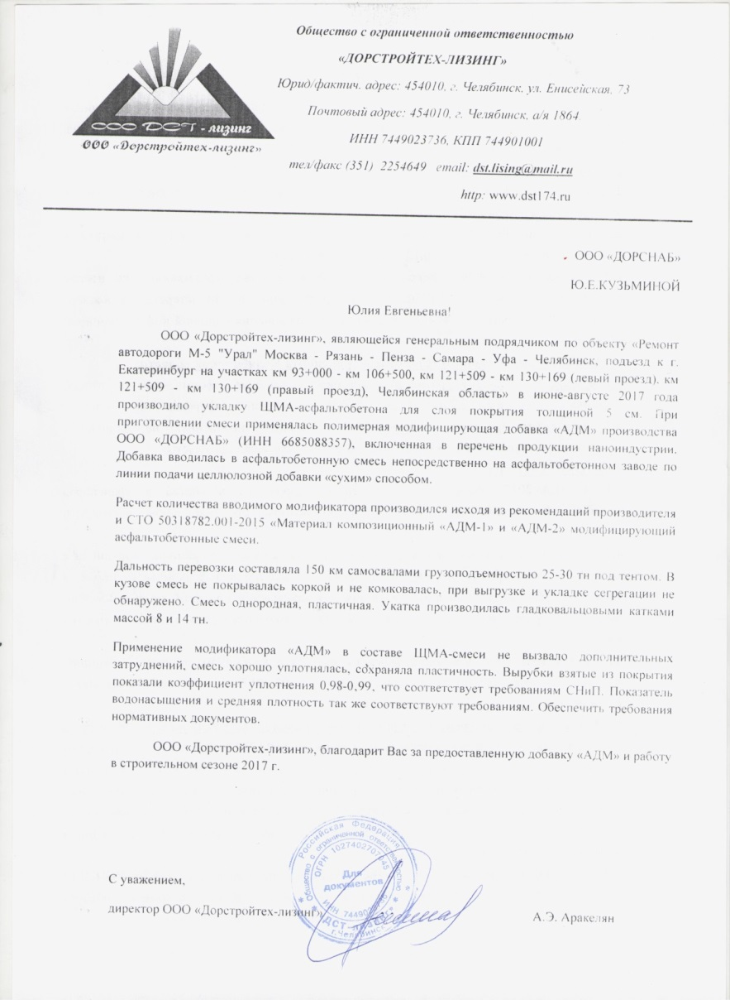 Общество с ограниченной ответственностью
«ДОРСТРОЙТЕХ-ЛИЗИНГ»
Юрид/фактич. адрес: 454010, г. Челябинск, ул. Енисейская, 73
Почтовый адрес: 454010, г. Челябинск, а/я 1864
ИНН 7449023736, КПП 744901001
тел/факс (351) 2254649 email: dst.lising@mail.ru
http: www.dst174.ru
ООО ДСТ - лизинг
ООО «Дорстройтех-лизинг»
ООО «ДОРСНАБ»
Ю.Е.КУЗЬМИНОЙ
Юлия Евгеньевна!
ООО «Дорстройтех-лизинг», являющейся генеральным подрядчиком по объекту «Ремонт
автодороги М-5 "Урал" Москва - Рязань - Пенза - Самара - Уфа - Челябинск, подъезд к г.
Екатеринбург на участках км 93+000 - км 106+500, км 121+509 - км 130+169 (левый проезд), км
121+509 - км 130+169 (правый проезд), Челябинская область» в июне-августе 2017 года
производило укладку ЩМА-асфальтобетона для слоя покрытия толщиной 5 см. При
приготовлении смеси применялась полимерная модифицирующая добавка «АДМ» производства
ООО «ДОРСНАБ» (ИНН 6685088357), включенная в перечень продукции наноиндустрии.
Добавка вводилась в асфальтобетонную смесь непосредственно на асфальтобетонном заводе по
линии подачи целлюлозной добавки «сухим» способом.
Расчет количества вводимого модификатора производился исходя из рекомендаций производителя
и СТО 50318782.001-2015 «Материал композиционный «АДМ-1» и «АДМ-2» модифицирующий
асфальтобетонные смеси.
Дальность перевозки составляла 150 км самосвалами грузоподъемностью 25-30 тн под тентом. В
кузове смесь не покрывалась коркой и не комковалась, при выгрузке и укладке сегрегации не
обнаружено. Смесь однородная, пластичная. Укатка производилась гладковальцовыми катками
массой 8 и 14 тн.
Применение модификатора «АДМ» в составе ЩМА-смеси не вызвало дополнительных
затруднений, смесь хорошо уплотнялась, сохраняла пластичность. Вырубки взятые из покрытия
показали коэффициент уплотнения 0,98-0,99, что соответствует требованиям СНиП. Показатель
водонасыщения и средняя плотность так же соответствуют требованиям. Обеспечить требования
нормативных документов.
ООО «Дорстройтех-лизинг», благодарит Вас за предоставленную добавку «АДМ» и работу
в строительном сезоне 2017 г.
Российская Федерация
Общество с ограниченной ответственностью
ОГРН
Для
документов
ИНН
"ДСТ
г.Челябинск
С уважением,
директор ООО «Дорстройтех-лизинг»
А.Э. Аракелян